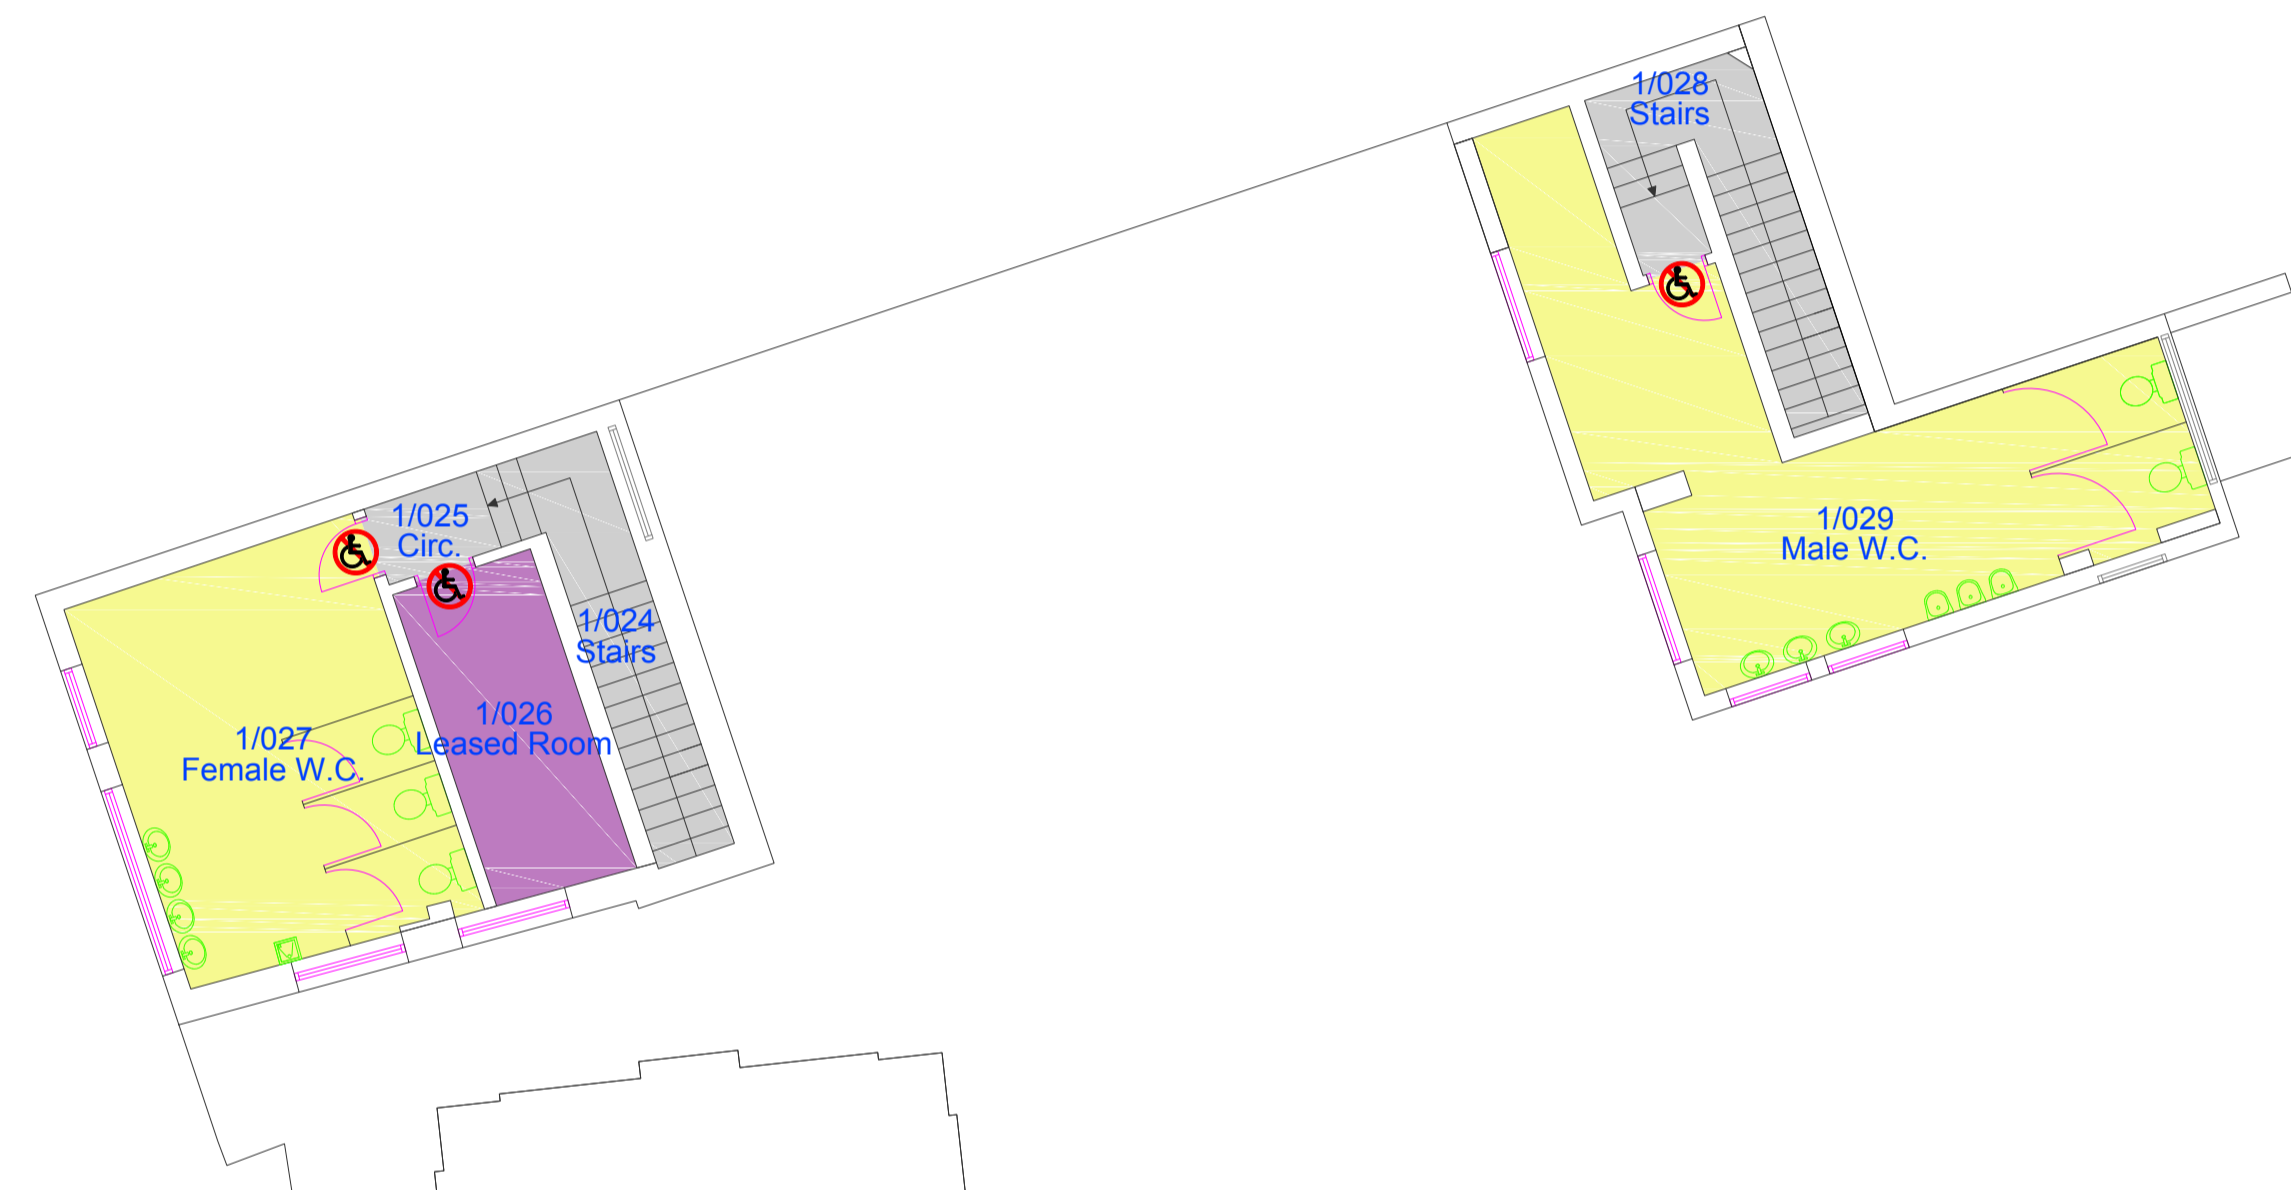 1/028
Stairs
1/025
Circ.
1/029
Male W.C.
1/024
Stairs
1/026
Leased Room
1/027
Female W.C.